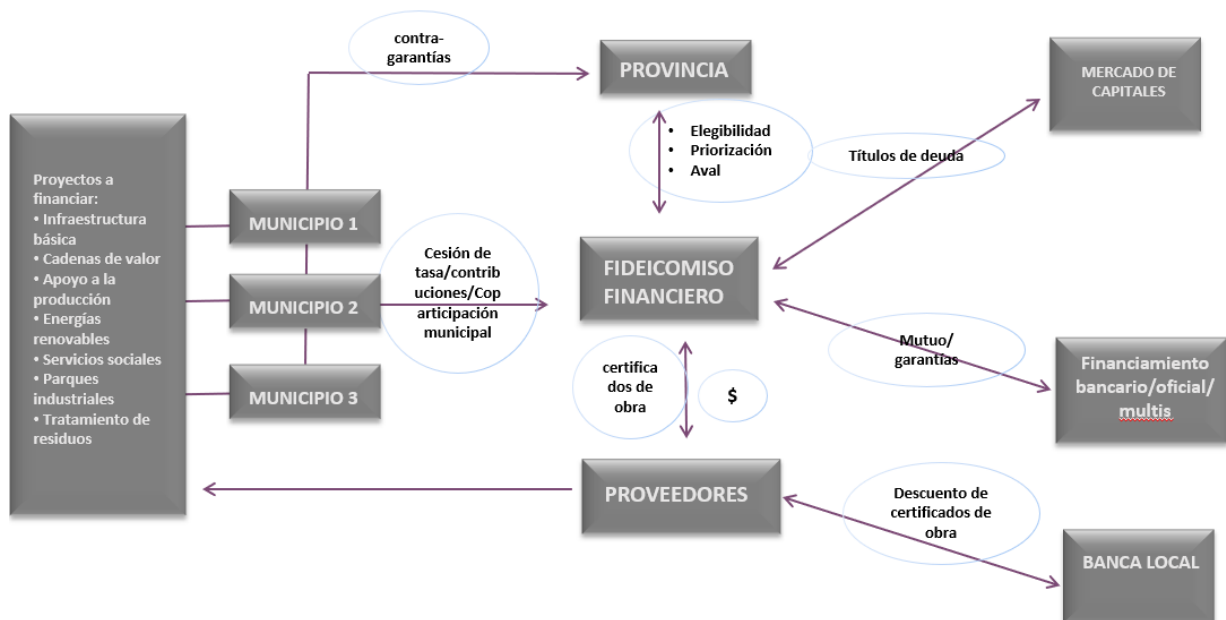 contra-
garantías
PROVINCIA
MERCADO DE
CAPITALES
• Elegibilidad
• Priorización
• Aval
Títulos de deuda
Proyectos a
financiar:
• Infraestructura
básica
• Cadenas de valor
• Apoyo a la
producción
• Energías
renovables
• Servicios sociales
• Parques
industriales
• Tratamiento de
residuos
MUNICIPIO 1
MUNICIPIO 2
MUNICIPIO 3
Cesión de
tasa/contrib
uciones/Cop
articipación
municipal
FIDEICOMISO
FINANCIERO
Mutuo/
garantías
Financiamiento
bancario/oficial/
multis
certifica
dos de
obra
$
PROVEEDORES
Descuento de
certificados de
obra
BANCA LOCAL